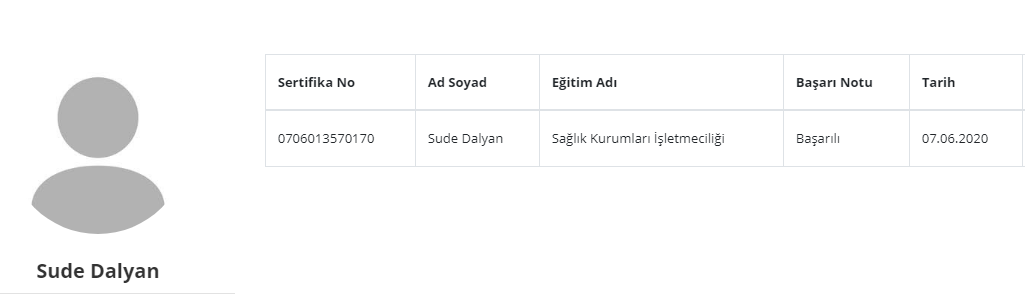 Sertifika No Ad Soyad Eğitim Adı Başarı Notu Tarih
0706013570170 Sude Dalyan Sağlık Kurumları İşletmeciliği Başarılı 07.06.2020
Sude Dalyan